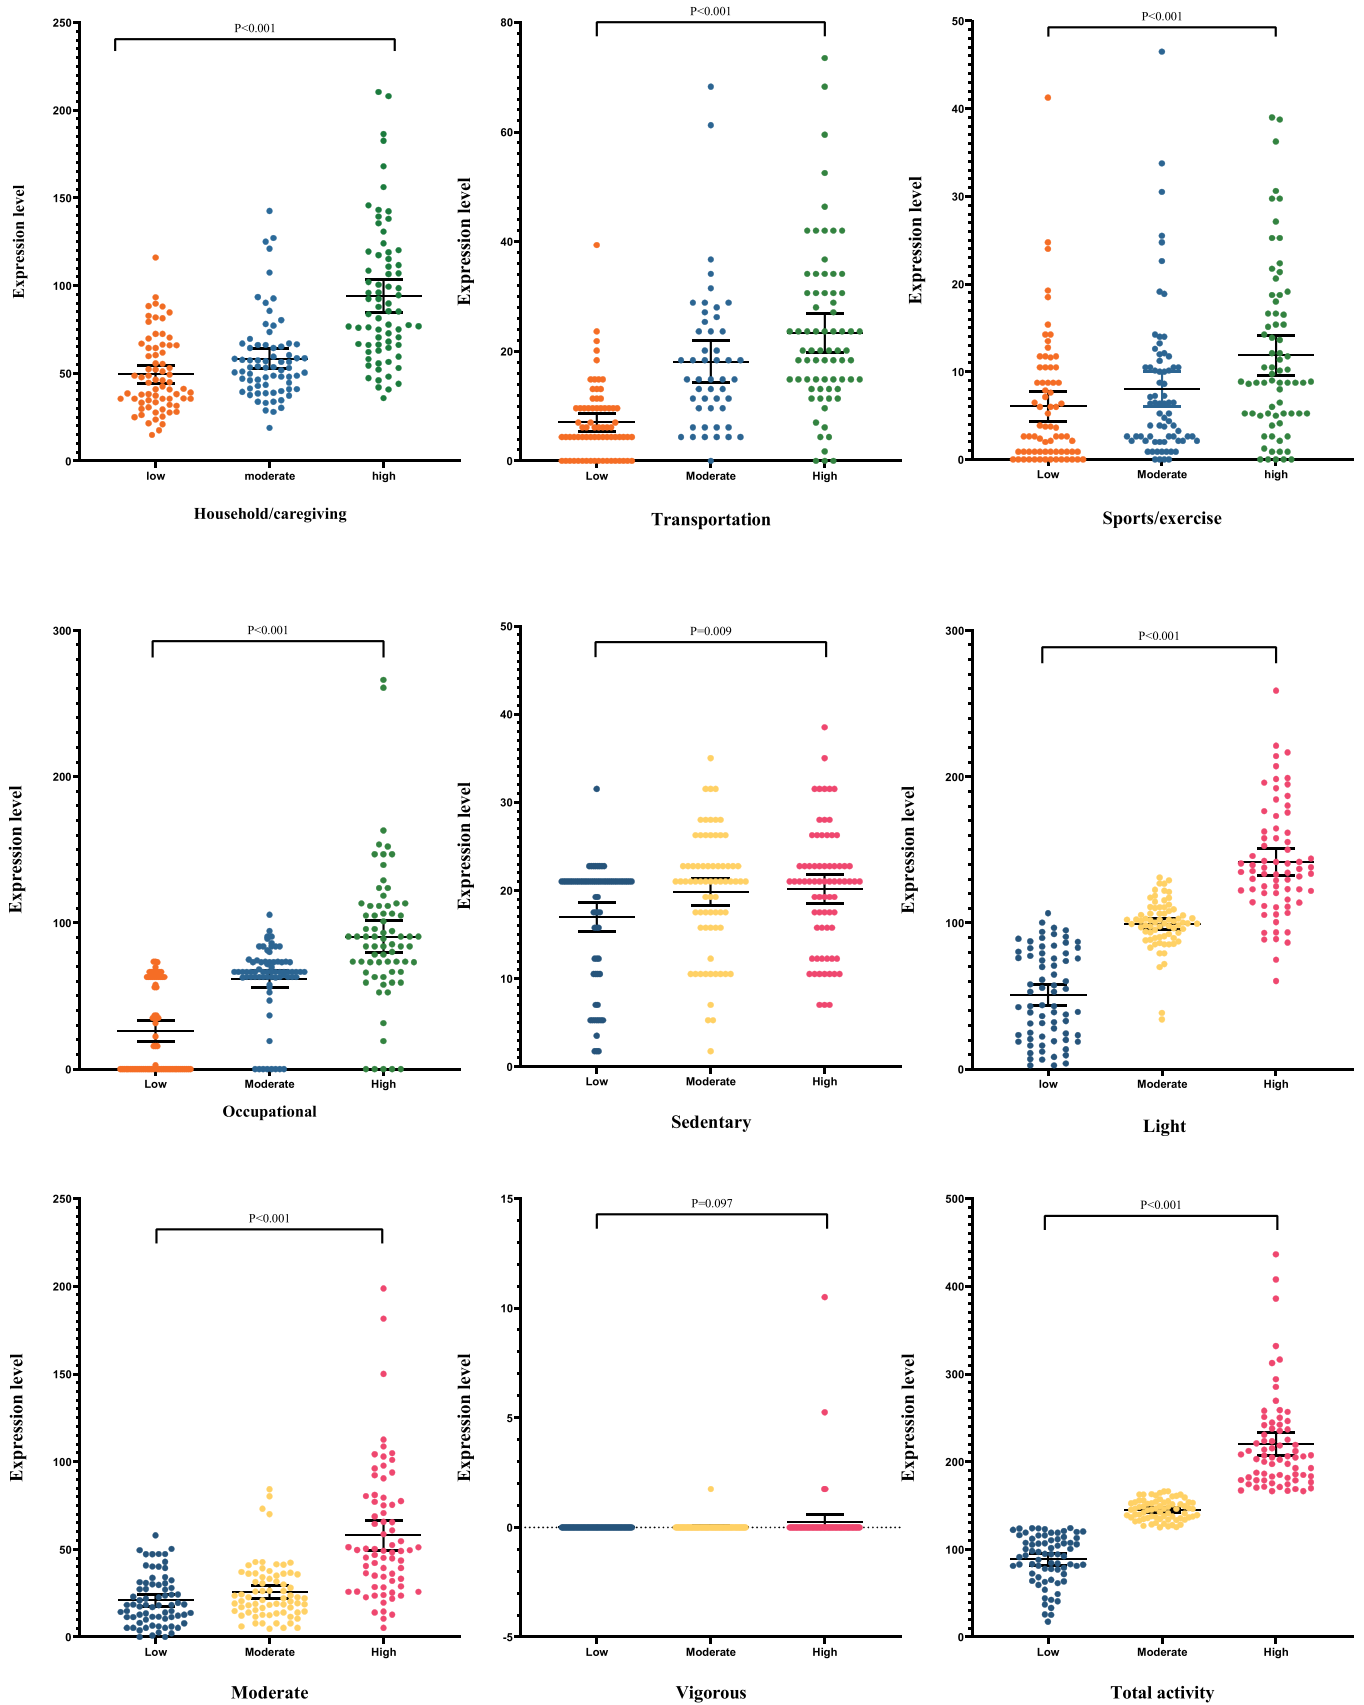 P<0.001
250
200
150
100
50
0
Expression level
low moderate high
Household/caregiving
P<0.001
80
60
40
20
0
Expression level
Low Moderate High
Transportation
P<0.001
50
40
30
20
10
0
Expression level
Low Moderate high
Sports/exercise
P<0.001
300
200
100
0
Expression level
Low Moderate High
Occupational
P=0.009
50
40
30
20
10
0
Expression level
Low Moderate High
Sedentary
P<0.001
300
200
100
0
Expression level
low Moderate High
Light
P<0.001
250
200
150
100
50
0
Expression level
Low Moderate High
Moderate
P=0.097
15
10
5
0
-5
Expression level
Low Moderate High
Vigorous
P<0.001
500
400
300
200
100
0
Expression level
Low Moderate High
Total activity